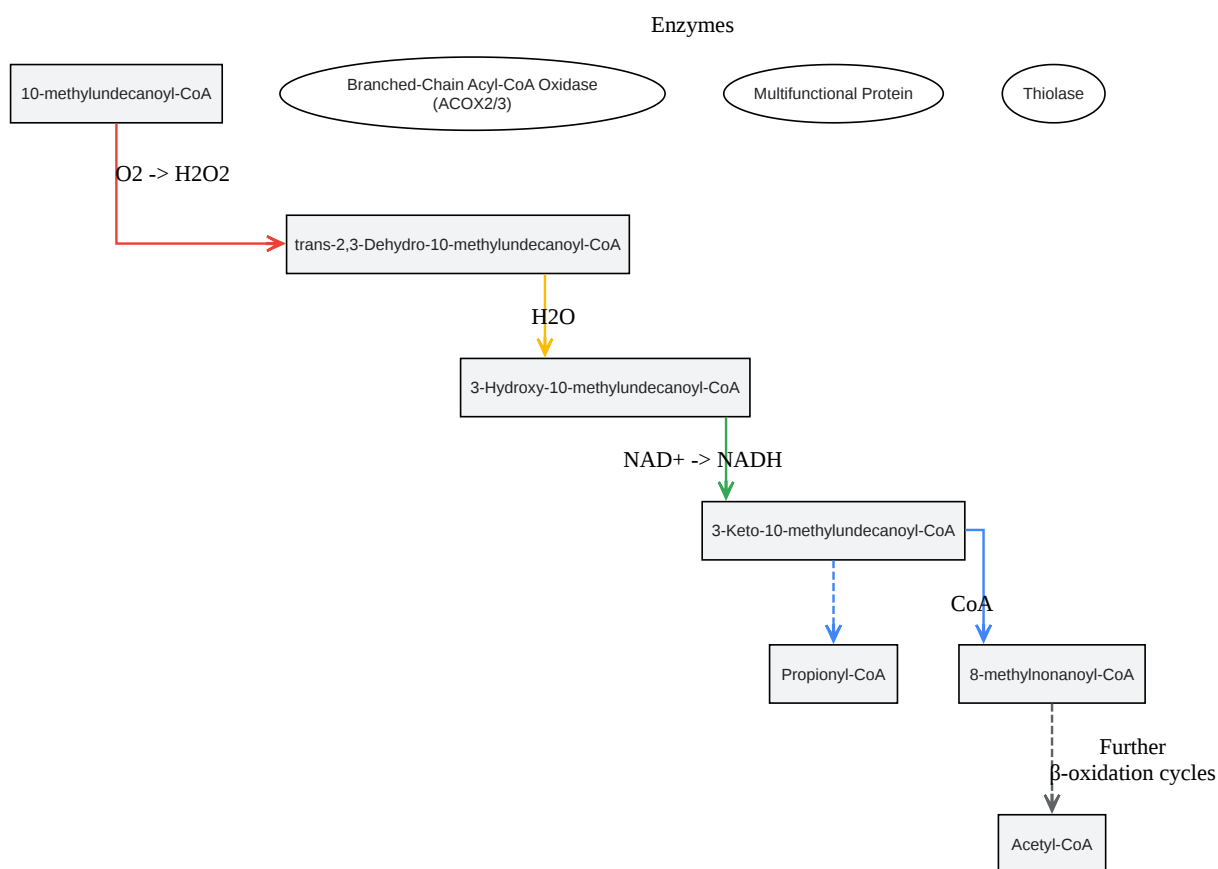 Enzymes
10-methylundecanoyl-CoA
Branched-Chain Acyl-CoA Oxidase
(ACOX2/3)
Multifunctional Protein
Thiolase
O2 -> H2O2
trans-2,3-Dehydro-10-methylundecanoyl-CoA
H2O
3-Hydroxy-10-methylundecanoyl-CoA
NAD+ -> NADH
3-Keto-10-methylundecanoyl-CoA
CoA
Propionyl-CoA
8-methylnonanoyl-CoA
Further
β-oxidation cycles
Acetyl-CoA